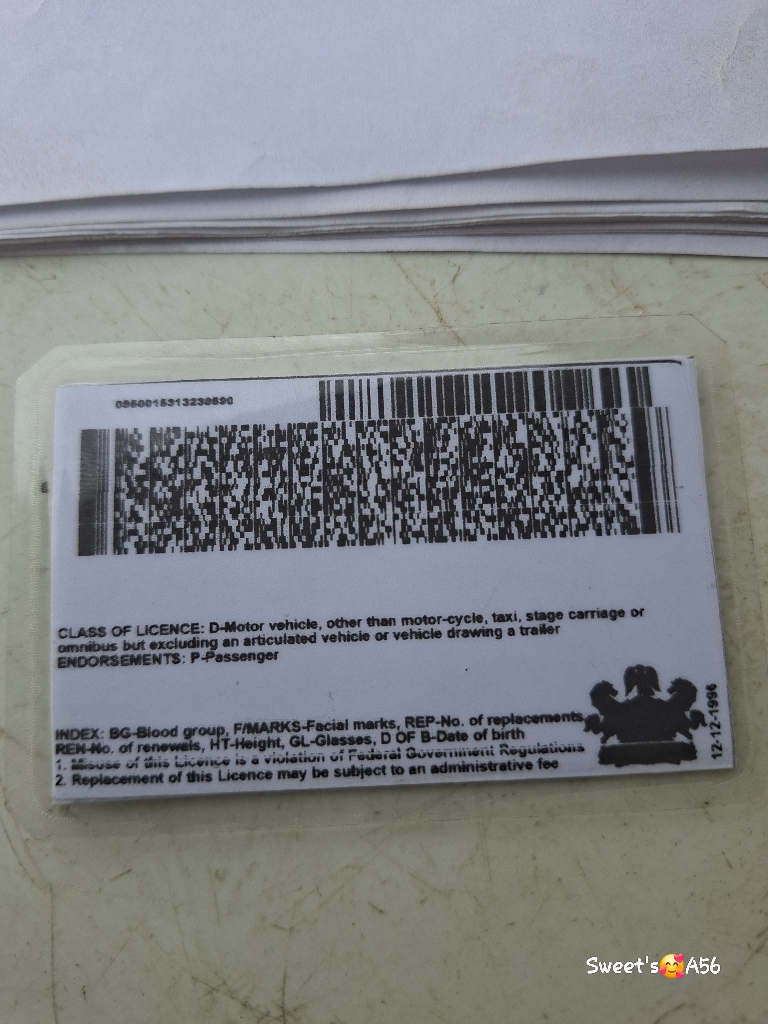 CLASS OF LICENCE: D-Motor vehicle, other than motor-cycle, taxi, stage carriage or
omnibus but excluding an articulated vehicle or vehicle drawing a trailer
ENDORSEMENTS: P-Passenger
INDEX: BG-Blood group, F/MARKS-Facial marks, REP-No. of replacements
REN-No. of renewals, HT-Height, GL-Glasses, D OF B-Date of birth
1. Misuse of this Licence is a violation of Federal Government Regulations
2. Replacement of this Licence may be subject to an administrative fee
12-12-1996
Sweet's🥰A56